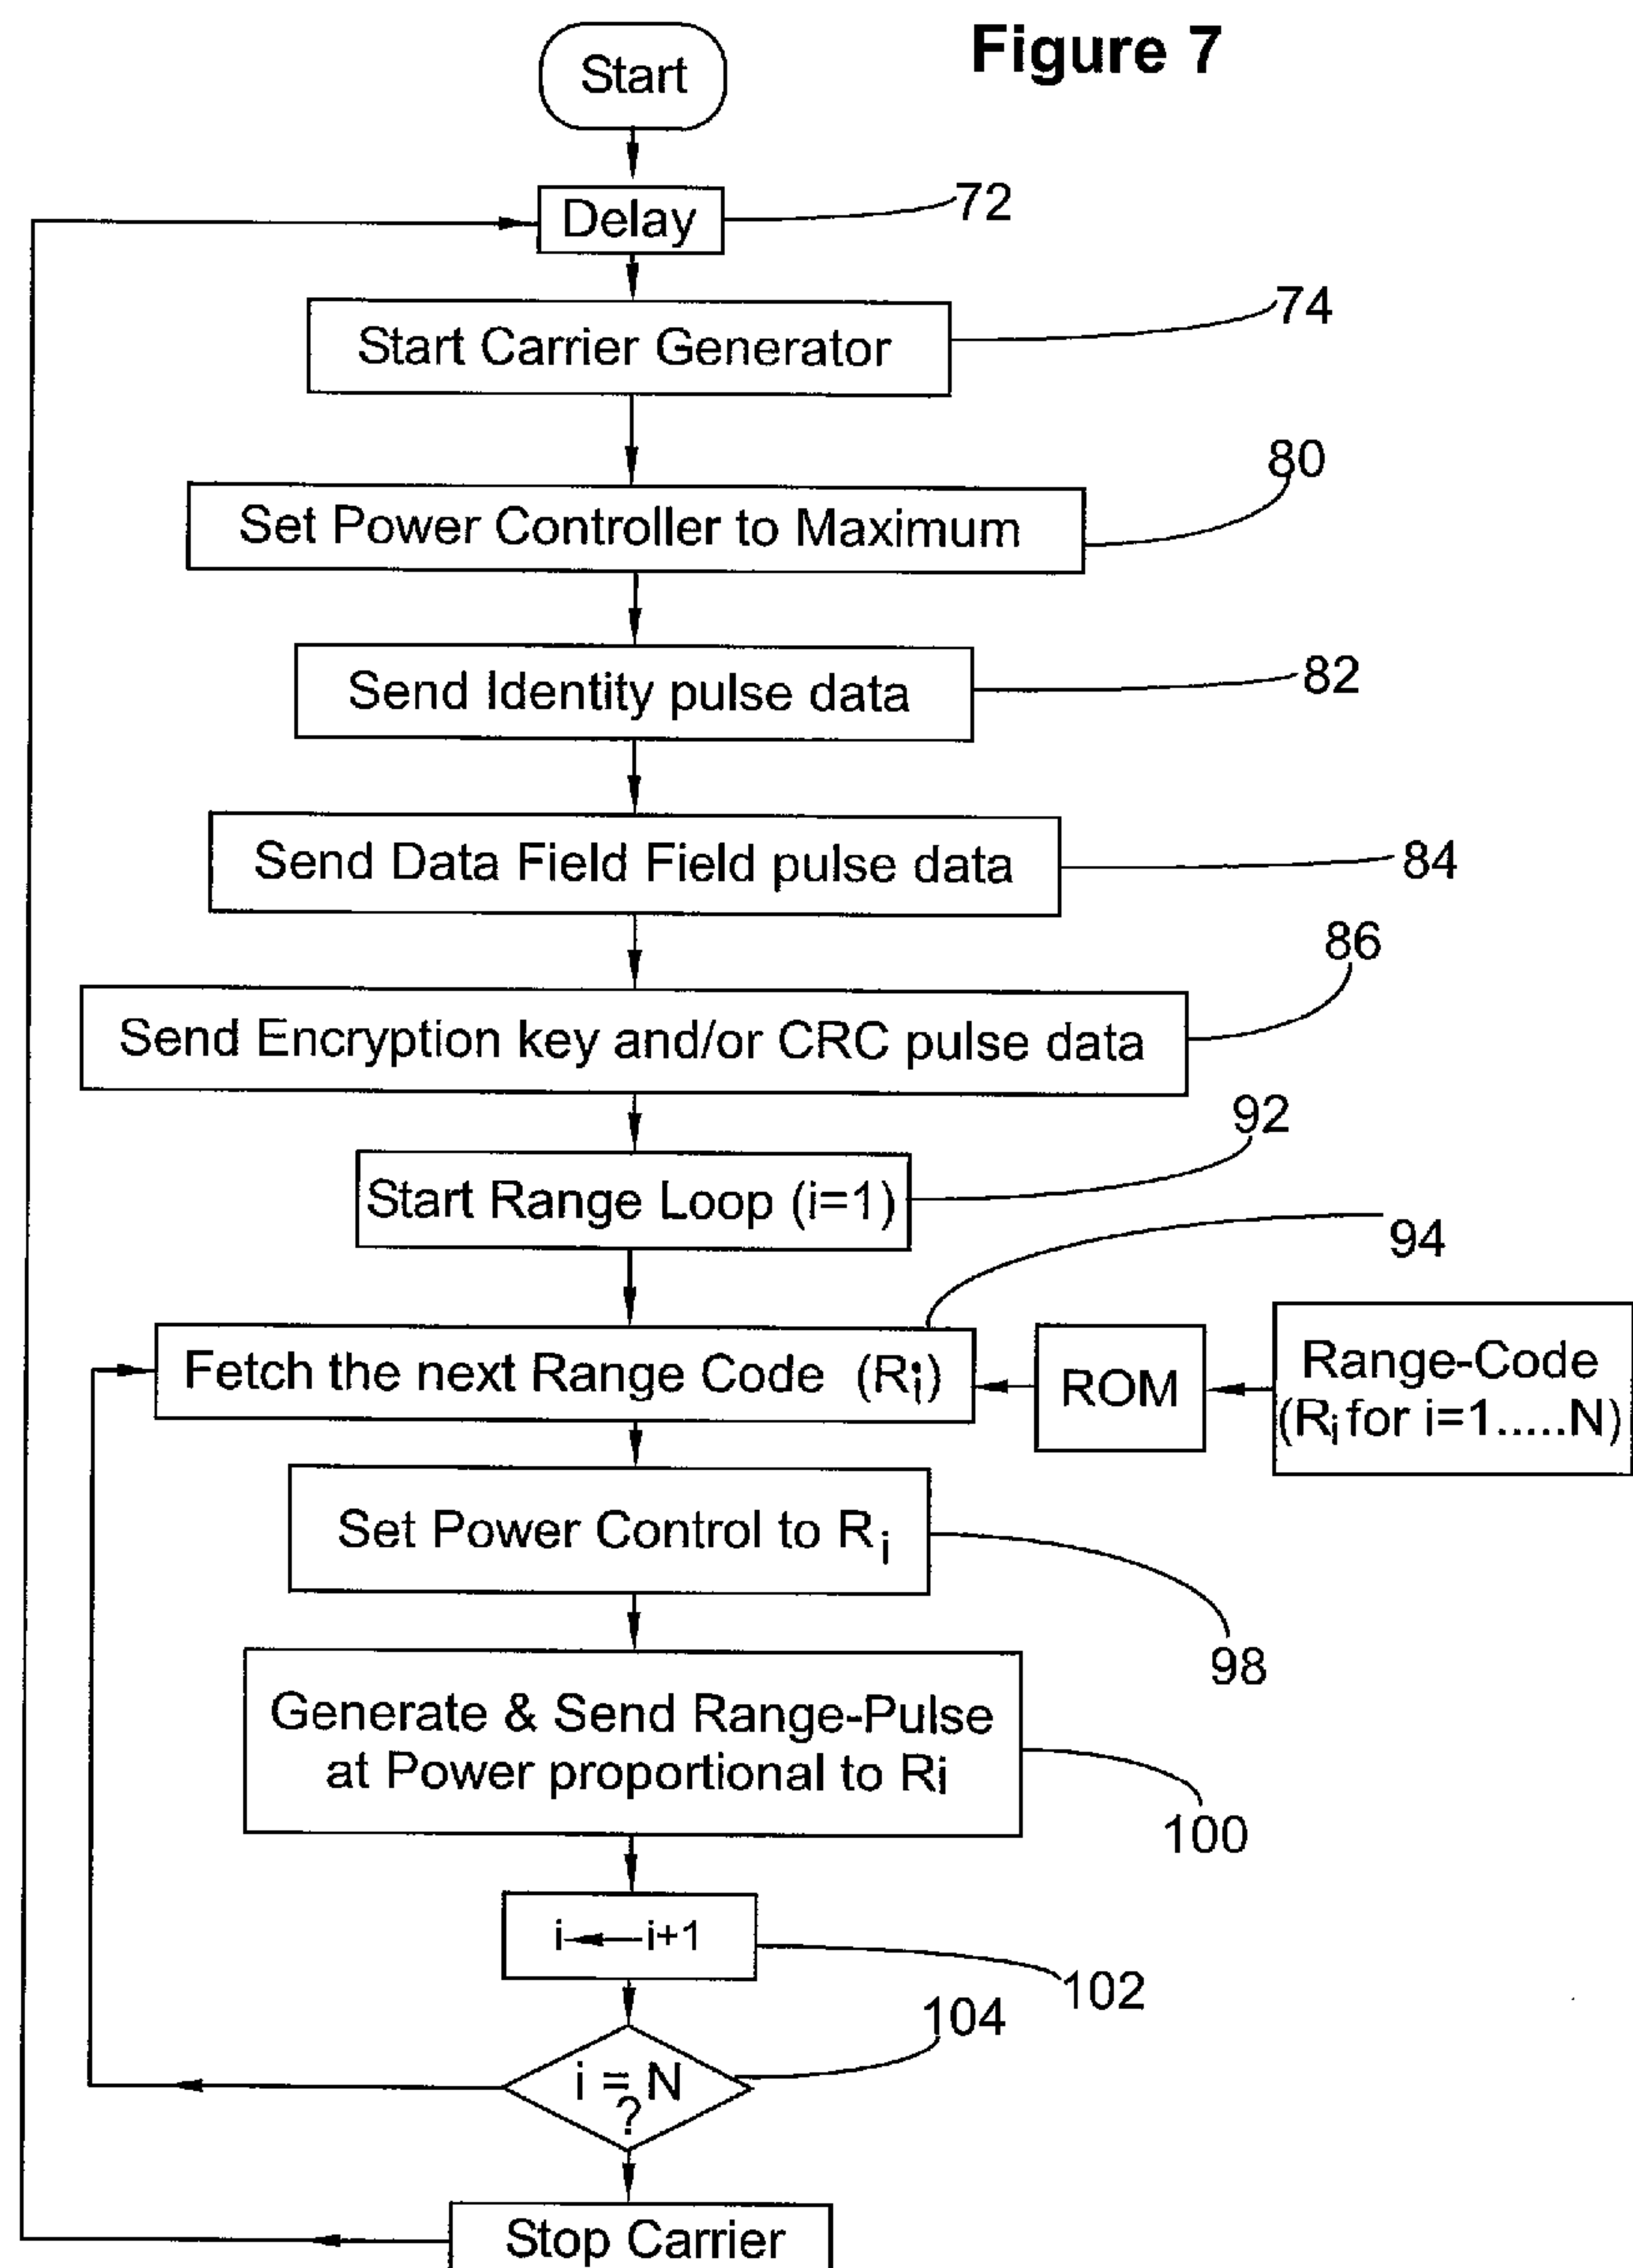 Figure 7
Start
Delay
72
Start Carrier Generator
74
Set Power Controller to Maximum
80
Send Identity pulse data
82
Send Data Field Field pulse data
84
Send Encryption key and/or CRC pulse data
86
Start Range Loop (i=1)
92
Fetch the next Range Code (Ri)
94
ROM
Range-Code
(Ri for i=1.....N)
Set Power Control to Ri
98
Generate & Send Range-Pulse
at Power proportional to Ri
100
i←i+1
102
i = N
?
104
Stop Carrier